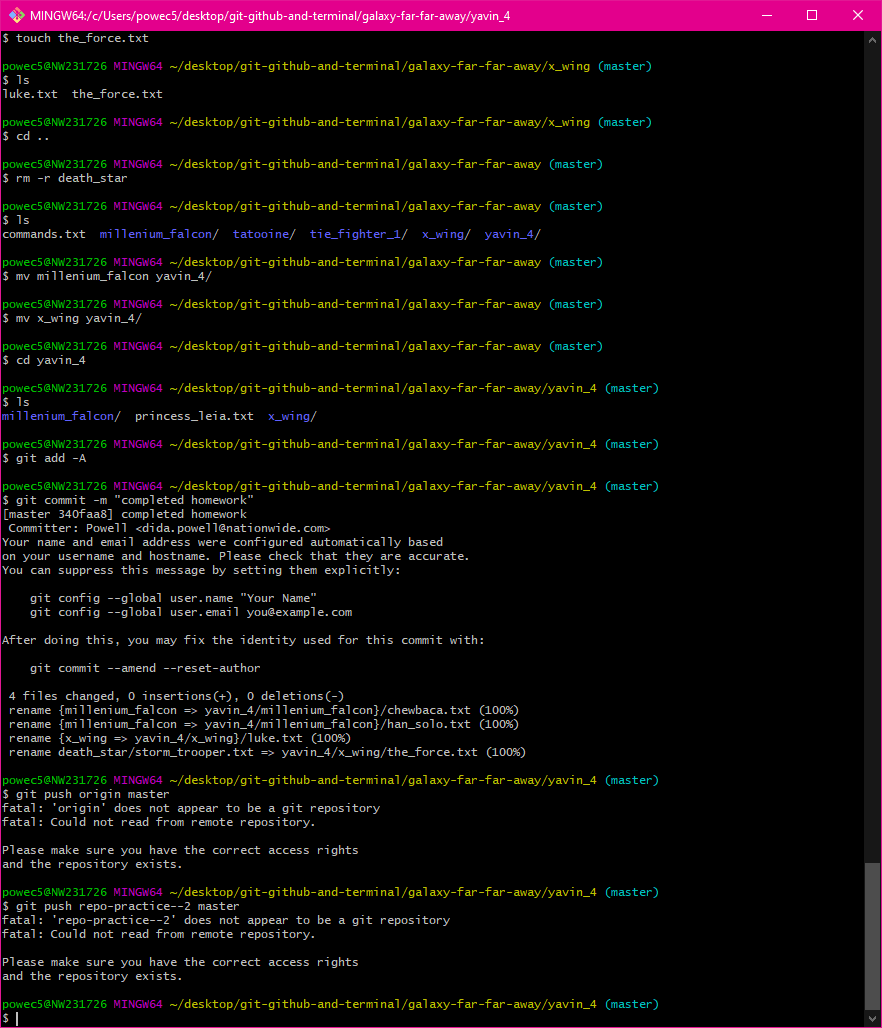 MINGW64:/c/Users/powec5/desktop/git-github-and-terminal/galaxy-far-far-away/yavin_4
$ touch the_force.txt
powec5@NW231726 MINGW64 ~/desktop/git-github-and-terminal/galaxy-far-far-away/x_wing (master)
$ ls
luke.txt  the_force.txt
powec5@NW231726 MINGW64 ~/desktop/git-github-and-terminal/galaxy-far-far-away/x_wing (master)
$ cd ..
powec5@NW231726 MINGW64 ~/desktop/git-github-and-terminal/galaxy-far-far-away (master)
$ rm -r death_star
powec5@NW231726 MINGW64 ~/desktop/git-github-and-terminal/galaxy-far-far-away (master)
$ ls
commands.txt  millenium_falcon/  tatooine/  tie_fighter_1/  x_wing/  yavin_4/
powec5@NW231726 MINGW64 ~/desktop/git-github-and-terminal/galaxy-far-far-away (master)
$ mv millenium_falcon yavin_4/
powec5@NW231726 MINGW64 ~/desktop/git-github-and-terminal/galaxy-far-far-away (master)
$ mv x_wing yavin_4/
powec5@NW231726 MINGW64 ~/desktop/git-github-and-terminal/galaxy-far-far-away (master)
$ cd yavin_4
powec5@NW231726 MINGW64 ~/desktop/git-github-and-terminal/galaxy-far-far-away/yavin_4 (master)
$ ls
millenium_falcon/  princess_leia.txt  x_wing/
powec5@NW231726 MINGW64 ~/desktop/git-github-and-terminal/galaxy-far-far-away/yavin_4 (master)
$ git add -A
powec5@NW231726 MINGW64 ~/desktop/git-github-and-terminal/galaxy-far-far-away/yavin_4 (master)
$ git commit -m "completed homework"
[master 340faa8] completed homework
Committer: Powell <dida.powell@nationwide.com>
Your name and email address were configured automatically based
on your username and hostname. Please check that they are accurate.
You can suppress this message by setting them explicitly:
git config --global user.name "Your Name"
git config --global user.email you@example.com
After doing this, you may fix the identity used for this commit with:
git commit --amend --reset-author
4 files changed, 0 insertions(+), 0 deletions(-)
rename {millenium_falcon => yavin_4/millenium_falcon}/chewbaca.txt (100%)
rename {millenium_falcon => yavin_4/millenium_falcon}/han_solo.txt (100%)
rename {x_wing => yavin_4/x_wing}/luke.txt (100%)
rename death_star/storm_trooper.txt => yavin_4/x_wing/the_force.txt (100%)
powec5@NW231726 MINGW64 ~/desktop/git-github-and-terminal/galaxy-far-far-away/yavin_4 (master)
$ git push origin master
fatal: 'origin' does not appear to be a git repository
fatal: Could not read from remote repository.
Please make sure you have the correct access rights
and the repository exists.
powec5@NW231726 MINGW64 ~/desktop/git-github-and-terminal/galaxy-far-far-away/yavin_4 (master)
$ git push repo-practice--2 master
fatal: 'repo-practice--2' does not appear to be a git repository
fatal: Could not read from remote repository.
Please make sure you have the correct access rights
and the repository exists.
powec5@NW231726 MINGW64 ~/desktop/git-github-and-terminal/galaxy-far-far-away/yavin_4 (master)
$